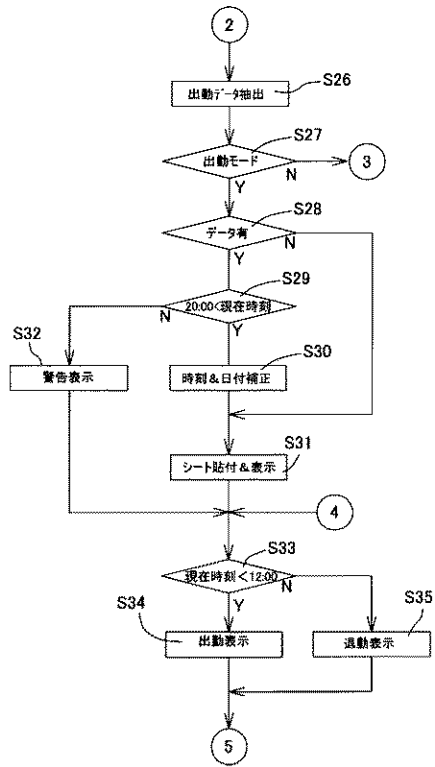 2
S26
出勤データ抽出
S27
出勤モード
N
3
Y
S28
データ有
N
Y
S29
20:00<現在時刻
N
Y
S32
警告表示
S30
時刻&日付補正
S31
シート貼付&表示
4
S33
現在時刻<12:00
N
Y
S34
出勤表示
S35
退勤表示
5